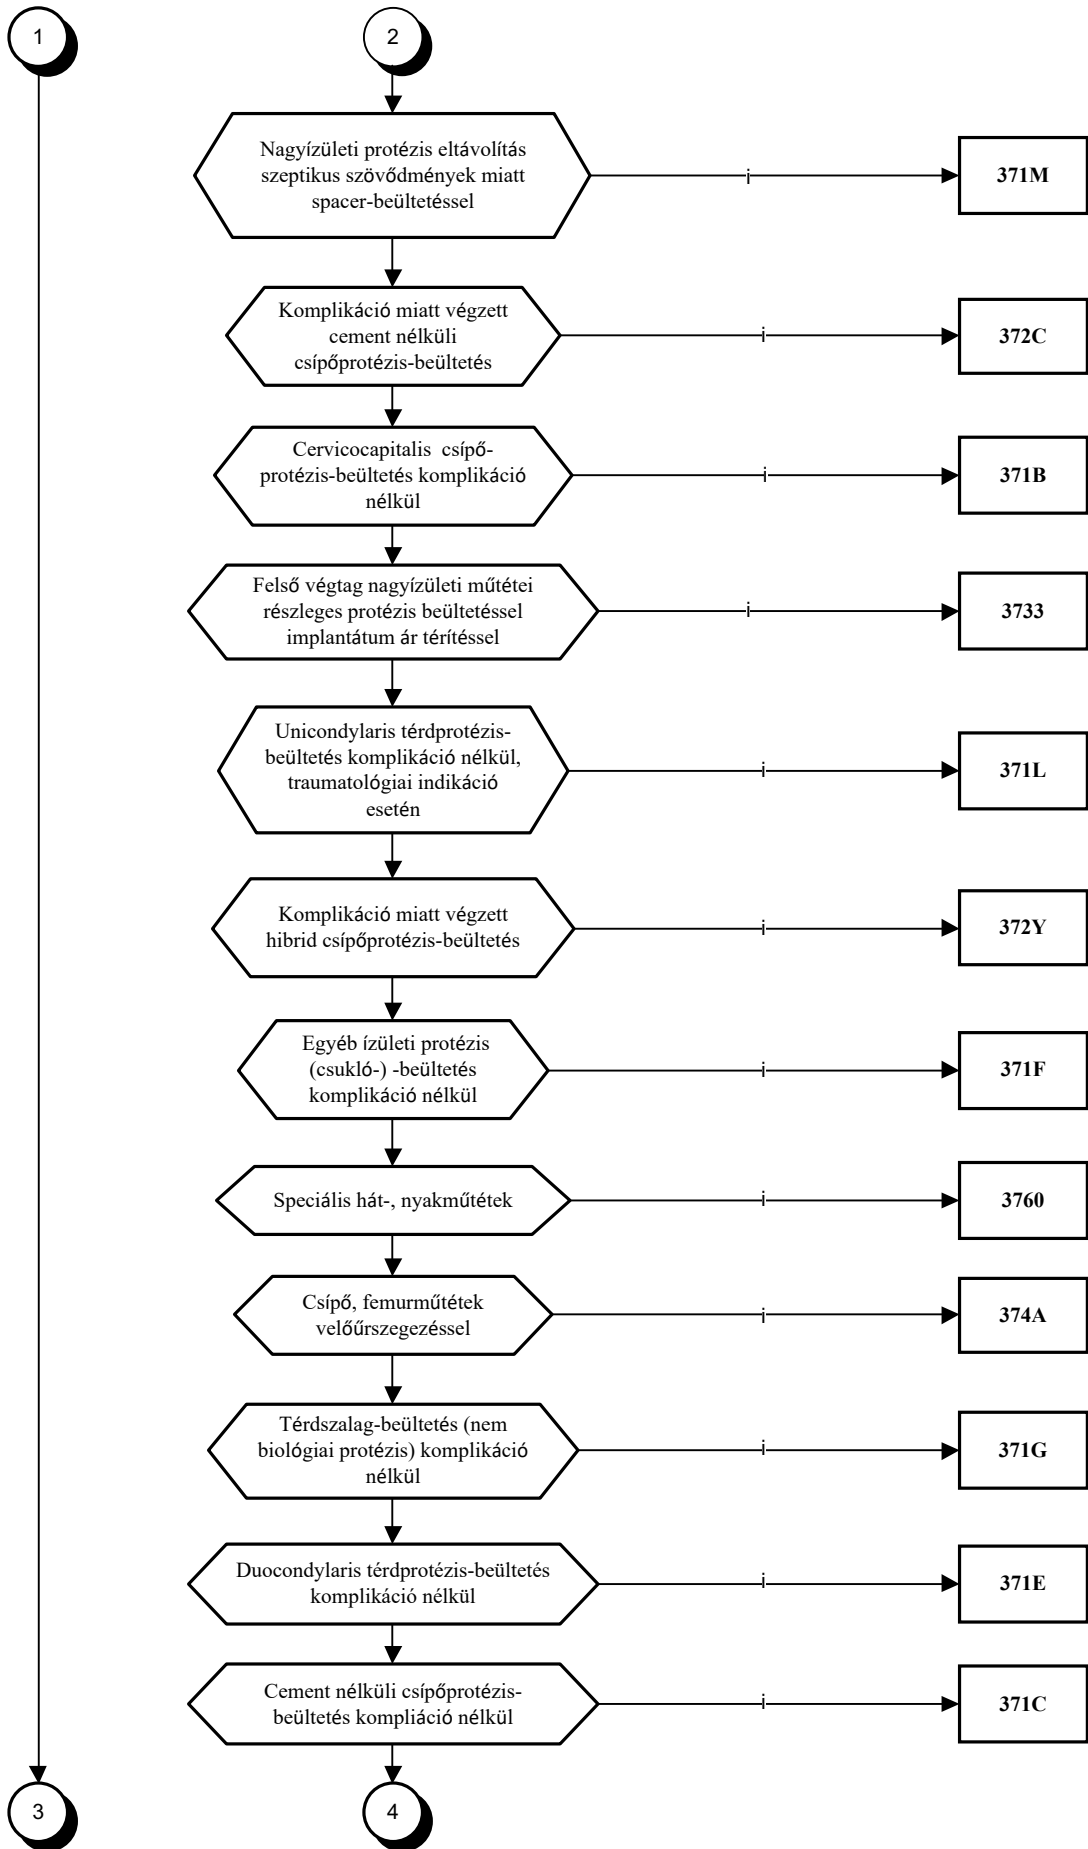 1
2
Nagyízületi protézis eltávolítás
szeptikus szövődmények miatt
spacer-beültetéssel
i
371M
Komplikáció miatt végzett
cement nélküli
csípőprotézis-beültetés
i
372C
Cervicocapitalis csípő-
protézis-beültetés komplikáció
nélkül
i
371B
Felső végtag nagyízületi műtétei
részleges protézis beültetéssel
implantátum ár térítéssel
i
3733
Unicondylaris térdprotézis-
beültetés komplikáció nélkül,
traumatológiai indikáció
esetén
i
371L
Komplikáció miatt végzett
hibrid csípőprotézis-beültetés
i
372Y
Egyéb ízületi protézis
(csukló-) -beültetés
komplikáció nélkül
i
371F
Speciális hát-, nyakműtétek
i
3760
Csípő, femurműtétek
velőűrszegezéssel
i
374A
Térdszalag-beültetés (nem
biológiai protézis) komplikáció
nélkül
i
371G
Duocondylaris térdprotézis-beültetés
komplikáció nélkül
i
371E
Cement nélküli csípőprotézis-
beültetés kompliáció nélkül
i
371C
3
4